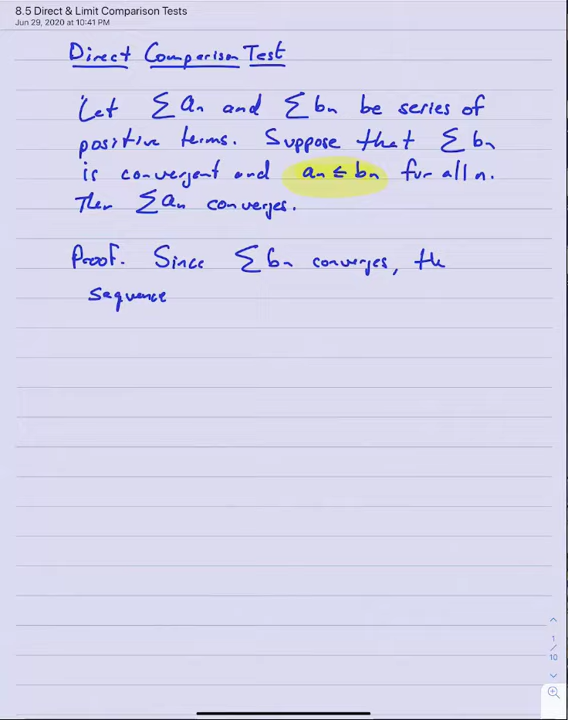 8.5 Direct & Limit Comparison Tests
Jun 29, 2020 at 10:41 PM
Direct Comparison Test
Let Σ an and Σ bn be series of
positive terms. Suppose that Σ bn
is convergent and an ≤ bn for all n.
Then Σ an converges.
Proof. Since Σ bn converges, the
sequence
1
/
10